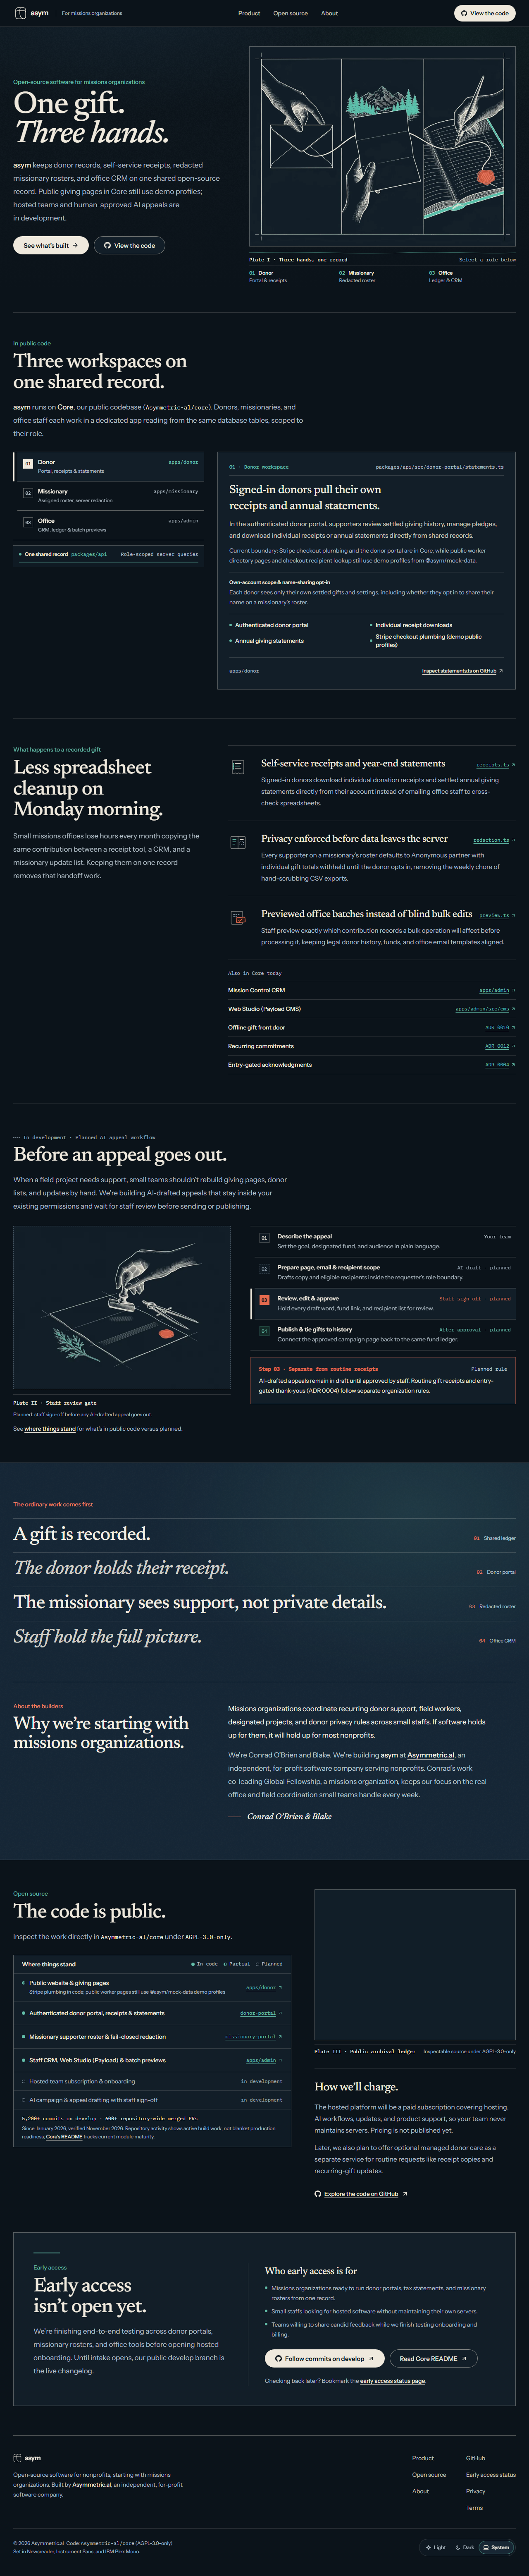 asym
For missions organizations
Product
Open source
About
View the code
Open-source software for missions organizations
One gift.
Three hands.
asym keeps donor records, self-service receipts, redacted
missionary rosters, and office CRM on one shared open-source
record. Public giving pages in Core still use demo profiles;
hosted teams and human-approved AI appeals are
in development.
See what's built →
View the code
Plate I · Three hands, one record
Select a role below
01 Donor
Portal & receipts
02 Missionary
Redacted roster
03 Office
Ledger & CRM
In public code
Three workspaces on
one shared record.
asym runs on Core, our public codebase (Asymmetric-al/core). Donors, missionaries, and
office staff each work in a dedicated app reading from the same database tables, scoped to
their role.
01 Donor apps/donor
Portal, receipts & statements
02 Missionary apps/missionary
Assigned roster, server redaction
03 Office apps/admin
CRM, ledger & batch previews
One shared record packages/api Role-scoped server queries
01 · Donor workspace packages/api/src/donor-portal/statements.ts
Signed-in donors pull their own
receipts and annual statements.
In the authenticated donor portal, supporters review settled giving history, manage pledges,
and download individual receipts or annual statements directly from shared records.
Current boundary: Stripe checkout plumbing and the donor portal are in Core, while public worker
directory pages and checkout recipient lookup still use demo profiles from @asym/mock-data.
Own-account scope & name-sharing opt-in
Each donor sees only their own settled gifts and settings, including whether they opt in to share their
name on a missionary's roster.
Authenticated donor portal
Individual receipt downloads
Annual giving statements
Stripe checkout plumbing (demo public
profiles)
apps/donor
Inspect statements.ts on GitHub ↗
What happens to a recorded gift
Less spreadsheet
cleanup on
Monday morning.
Small missions offices lose hours every month copying the
same contribution between a receipt tool, a CRM, and a
missionary update list. Keeping them on one record
removes that handoff work.
Self-service receipts and year-end statements receipts.ts ↗
Signed-in donors download individual donation receipts and settled annual giving
statements directly from their account instead of emailing office staff to cross-
check spreadsheets.
Privacy enforced before data leaves the server redaction.ts ↗
Every supporter on a missionary's roster defaults to Anonymous partner with
individual gift totals withheld until the donor opts in, removing the weekly chore of
hand-scrubbing CSV exports.
Previewed office batches instead of blind bulk edits preview.ts ↗
Staff preview exactly which contribution records a bulk operation will affect before
processing it, keeping legal donor history, funds, and office email templates aligned.
Also in Core today
Mission Control CRM apps/admin ↗
Web Studio (Payload CMS) apps/admin/src/cms ↗
Offline gift front door ADR 0010 ↗
Recurring commitments ADR 0012 ↗
Entry-gated acknowledgments ADR 0004 ↗
In development · Planned AI appeal workflow
Before an appeal goes out.
When a field project needs support, small teams shouldn't rebuild giving pages, donor
lists, and updates by hand. We're building AI-drafted appeals that stay inside your
existing permissions and wait for staff review before sending or publishing.
Plate II · Staff review gate
Planned: staff sign-off before any AI-drafted appeal goes out.
See where things stand for what's in public code versus planned.
01 Describe the appeal Your team
Set the goal, designated fund, and audience in plain language.
02 Prepare page, email & recipient scope AI draft · planned
Drafts copy and eligible recipients inside the requester's role boundary.
03 Review, edit & approve Staff sign-off · planned
Hold every draft word, fund link, and recipient list for review.
04 Publish & tie gifts to history After approval · planned
Connect the approved campaign page back to the same fund ledger.
Step 03 · Separate from routine receipts Planned rule
AI-drafted appeals remain in draft until approved by staff. Routine gift receipts and entry-
gated thank-yous (ADR 0004) follow separate organization rules.
The ordinary work comes first
A gift is recorded. 01 Shared ledger
The donor holds their receipt. 02 Donor portal
The missionary sees support, not private details. 03 Redacted roster
Staff hold the full picture. 04 Office CRM
About the builders
Why we're starting with
missions organizations.
Missions organizations coordinate recurring donor support, field workers,
designated projects, and donor privacy rules across small staffs. If software holds
up for them, it will hold up for most nonprofits.
We're Conrad O'Brien and Blake. We're building asym at Asymmetric.al, an
independent, for-profit software company serving nonprofits. Conrad's work
co-leading Global Fellowship, a missions organization, keeps our focus on the real
office and field coordination small teams handle every week.
Conrad O'Brien & Blake
Open source
The code is public.
Inspect the work directly in Asymmetric-al/core under AGPL-3.0-only.
Where things stand In code Partial Planned
Public website & giving pages apps/donor ↗
Stripe plumbing in code; public worker pages still use @asym/mock-data demo profiles
Authenticated donor portal, receipts & statements donor-portal ↗
Missionary supporter roster & fail-closed redaction missionary-portal ↗
Staff CRM, Web Studio (Payload) & batch previews apps/admin ↗
Hosted team subscription & onboarding in development
AI campaign & appeal drafting with staff sign-off in development
5,200+ commits on develop · 600+ repository-wide merged PRs
Since January 2026, verified November 2026. Repository activity shows active build work, not blanket production
readiness; Core's README tracks current module maturity.
Plate III · Public archival ledger
Inspectable source under AGPL-3.0-only
How we'll charge.
The hosted platform will be a paid subscription covering hosting,
AI workflows, updates, and product support, so your team never
maintains servers. Pricing is not published yet.
Later, we also plan to offer optional managed donor care as a
separate service for routine requests like receipt copies and
recurring-gift updates.
Explore the code on GitHub ↗
Early access
Early access
isn't open yet.
We're finishing end-to-end testing across donor portals,
missionary rosters, and office tools before opening hosted
onboarding. Until intake opens, our public develop branch is
the live changelog.
Who early access is for
Missions organizations ready to run donor portals, tax statements, and missionary
rosters from one record.
Small staffs looking for hosted software without maintaining their own servers.
Teams willing to share candid feedback while we finish testing onboarding and
billing.
Follow commits on develop ↗
Read Core README ↗
Checking back later? Bookmark the early access status page.
asym
Open-source software for nonprofits, starting with missions
organizations. Built by Asymmetric.al, an independent, for-profit
software company.
Product
Open source
About
GitHub
Early access status
Privacy
Terms
© 2026 Asymmetric.al · Code: Asymmetric-al/core (AGPL-3.0-only)
Set in Newsreader, Instrument Sans, and IBM Plex Mono.
Light
Dark
System